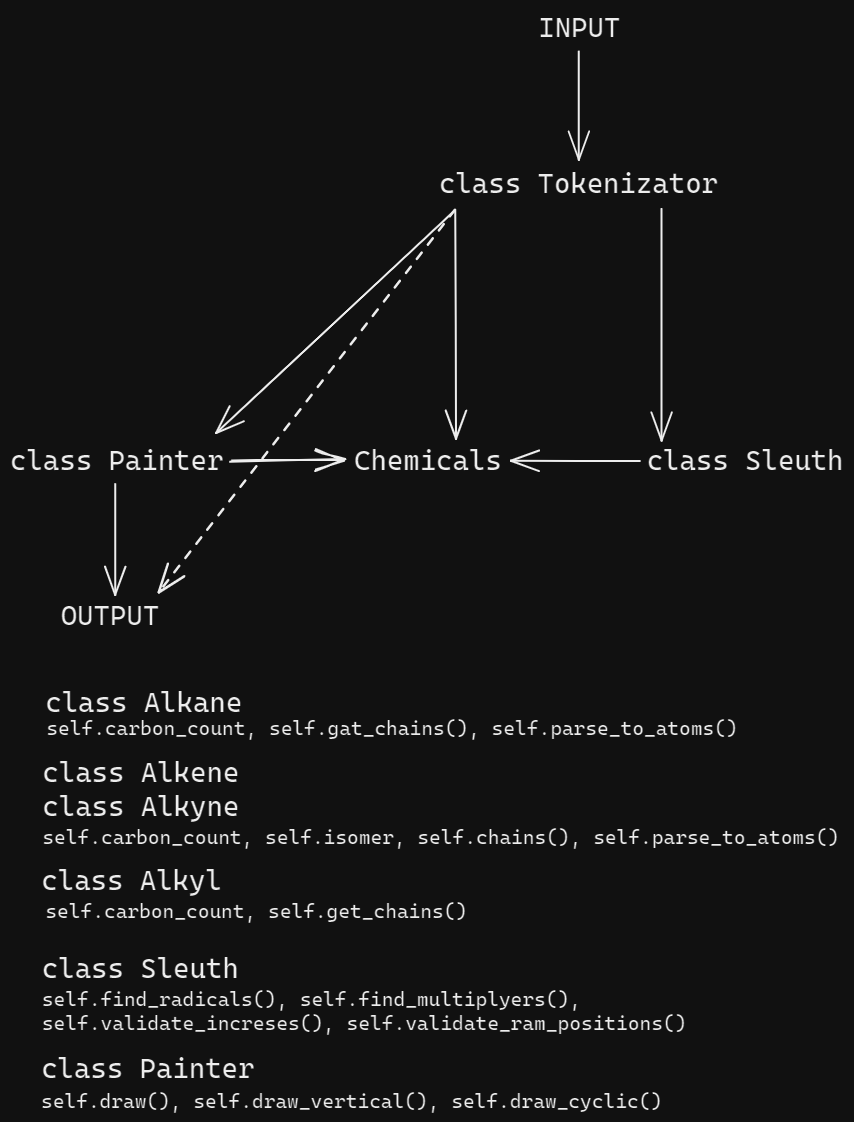 INPUT
class Tokenizator
class Painter
Chemicals
class Sleuth
OUTPUT
class Alkane
self.carbon_count, self.gat_chains(), self.parse_to_atoms()
class Alkene
class Alkyne
self.carbon_count, self.isomer, self.chains(), self.parse_to_atoms()
class Alkyl
self.carbon_count, self.get_chains()
class Sleuth
self.find_radicals(), self.find_multiplyers(),
self.validate_increses(), self.validate_ram_positions()
class Painter
self.draw(), self.draw_vertical(), self.draw_cyclic()